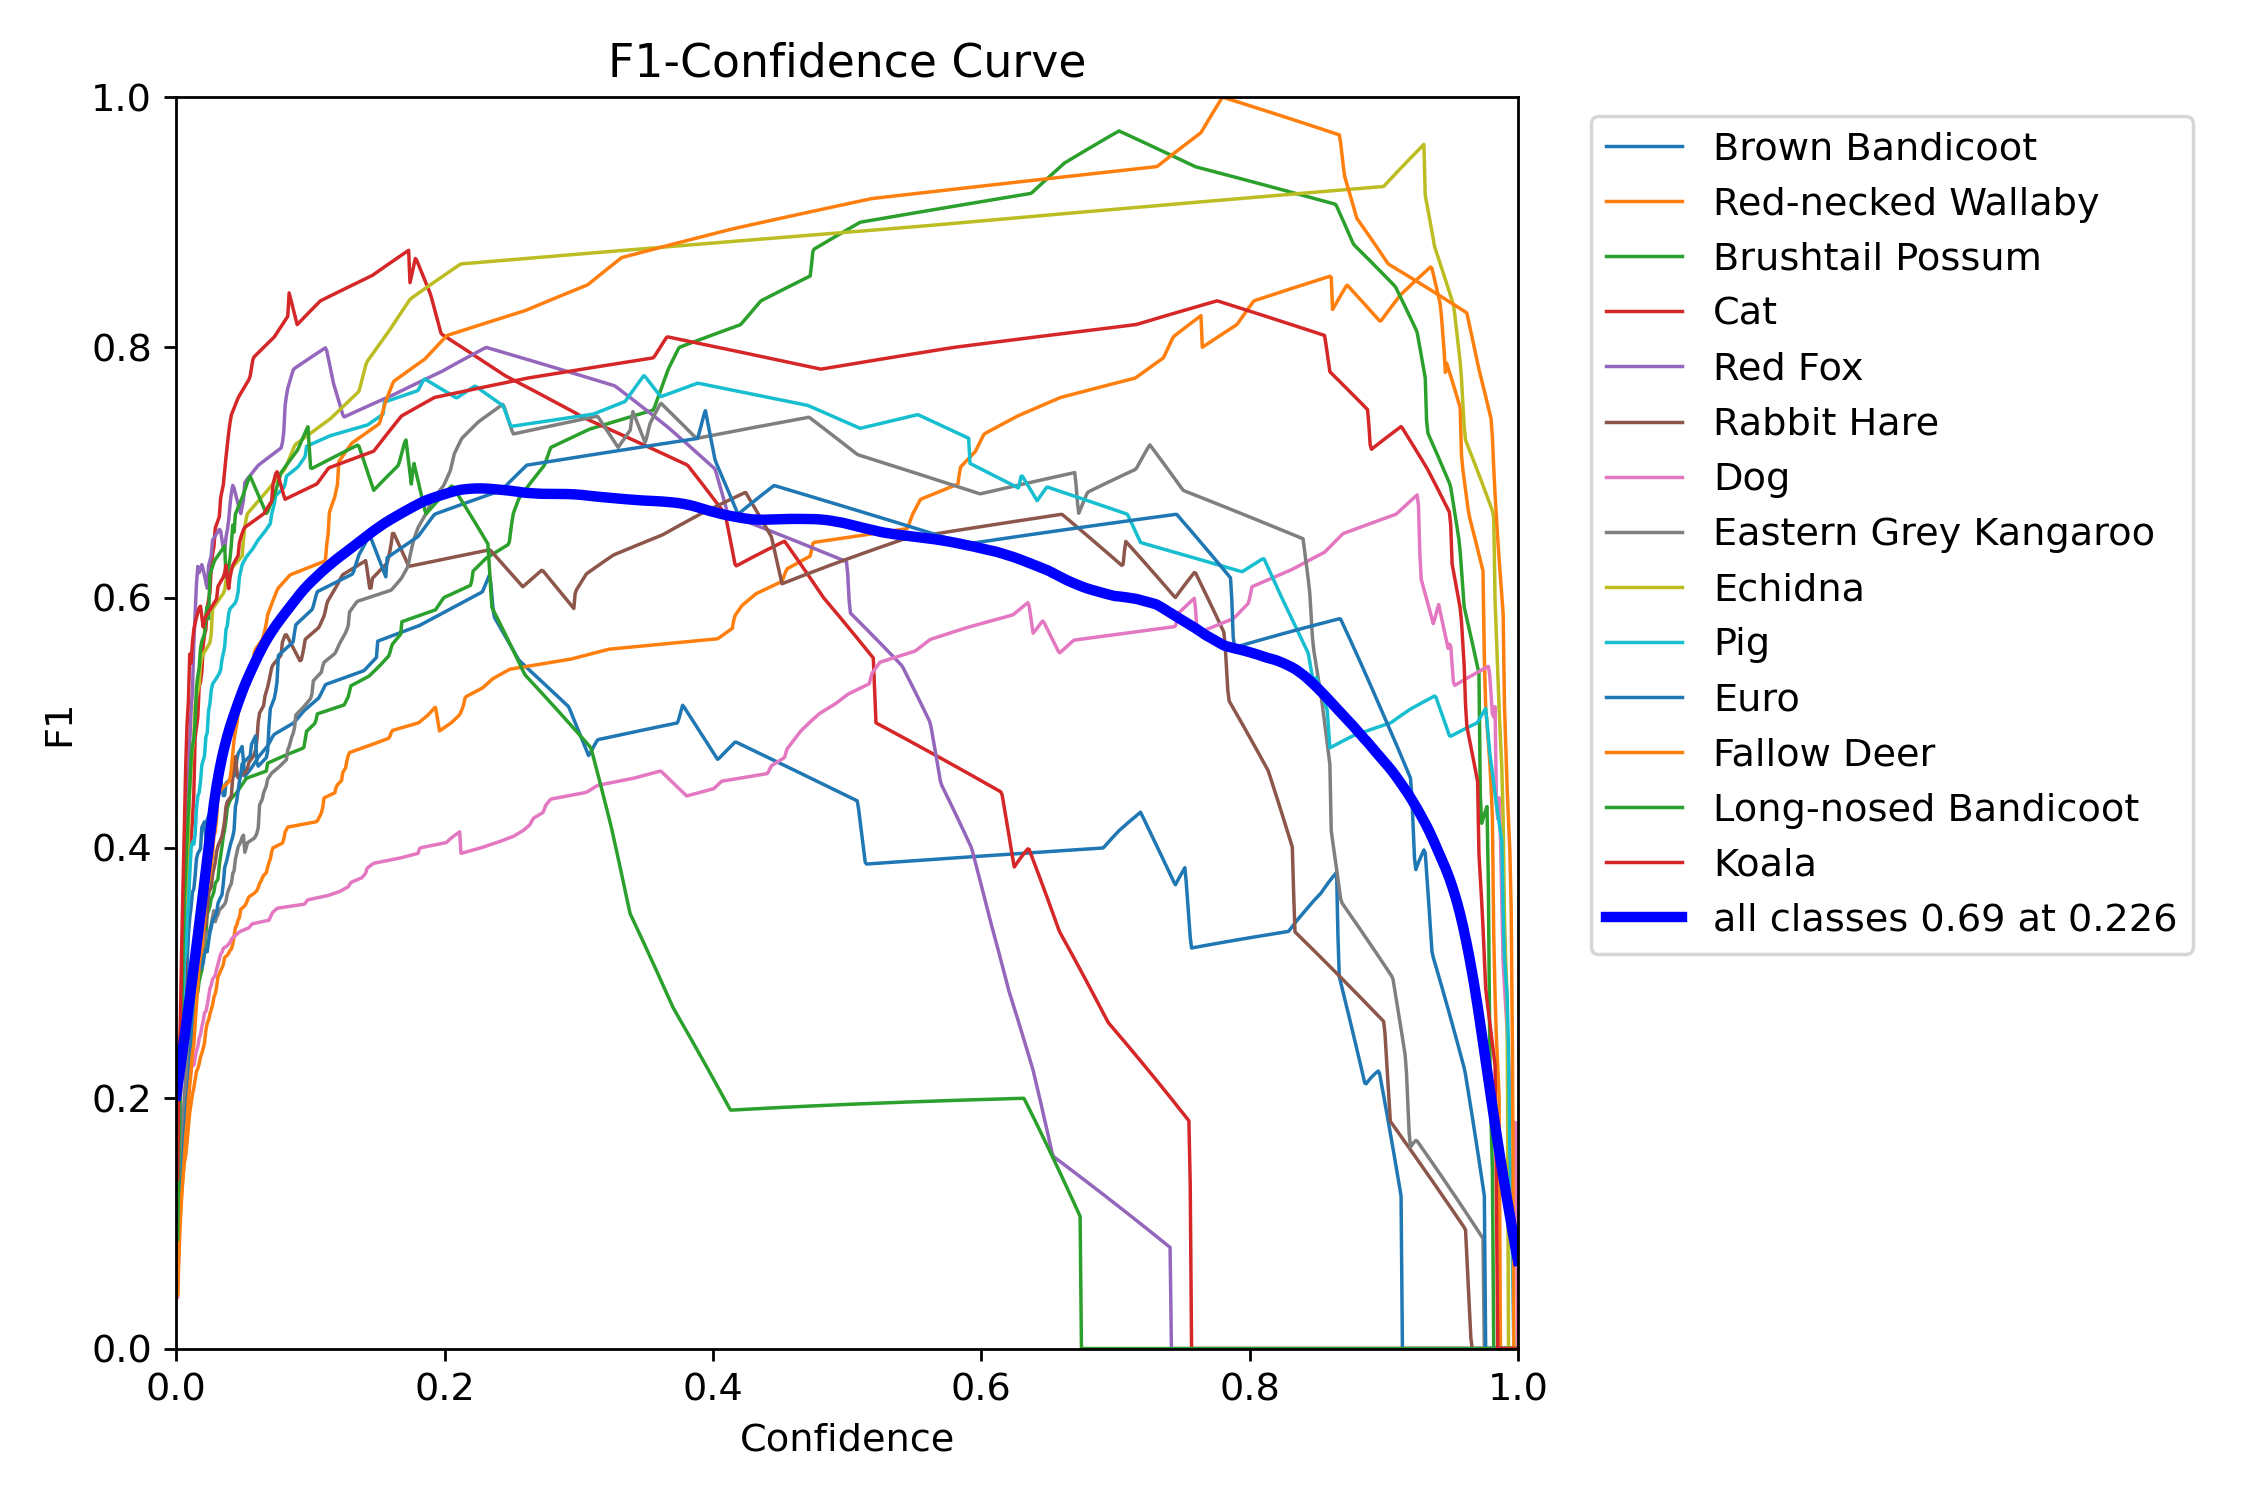 F1-Confidence Curve
1.0
0.8
0.6
0.4
0.2
0.0
F1
0.0 0.2 0.4 0.6 0.8 1.0
Confidence
Brown Bandicoot
Red-necked Wallaby
Brushtail Possum
Cat
Red Fox
Rabbit Hare
Dog
Eastern Grey Kangaroo
Echidna
Pig
Euro
Fallow Deer
Long-nosed Bandicoot
Koala
all classes 0.69 at 0.226